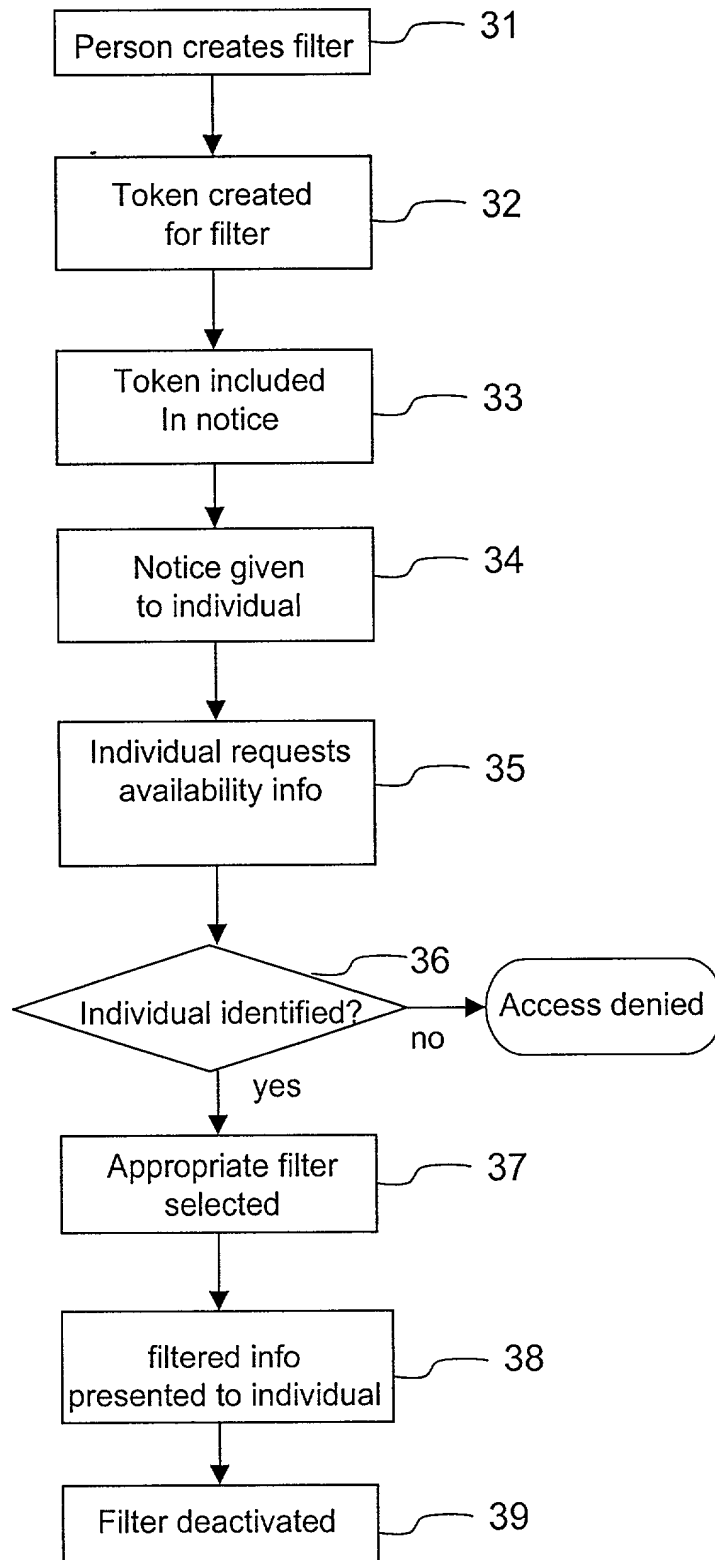 Person creates filter
31
Token created
for filter
32
Token included
In notice
33
Notice given
to individual
34
Individual requests
availability info
35
36
Individual identified?
no
Access denied
yes
Appropriate filter
selected
37
filtered info
presented to individual
38
Filter deactivated
39